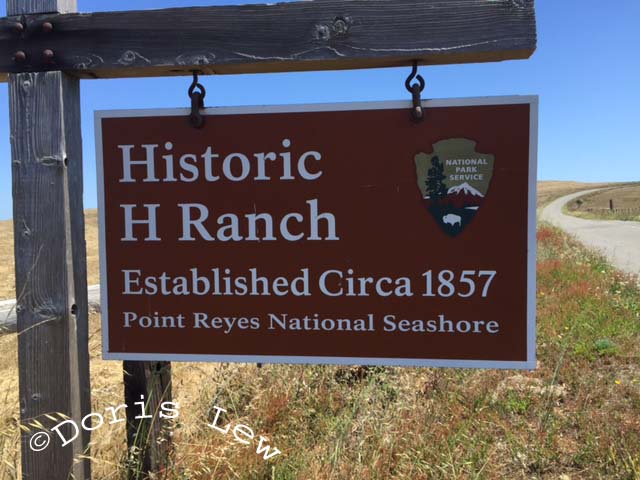 Historic
H Ranch
Established Circa 1857
Point Reyes National Seashore
NATIONAL
PARK
SERVICE
©Doris Lew